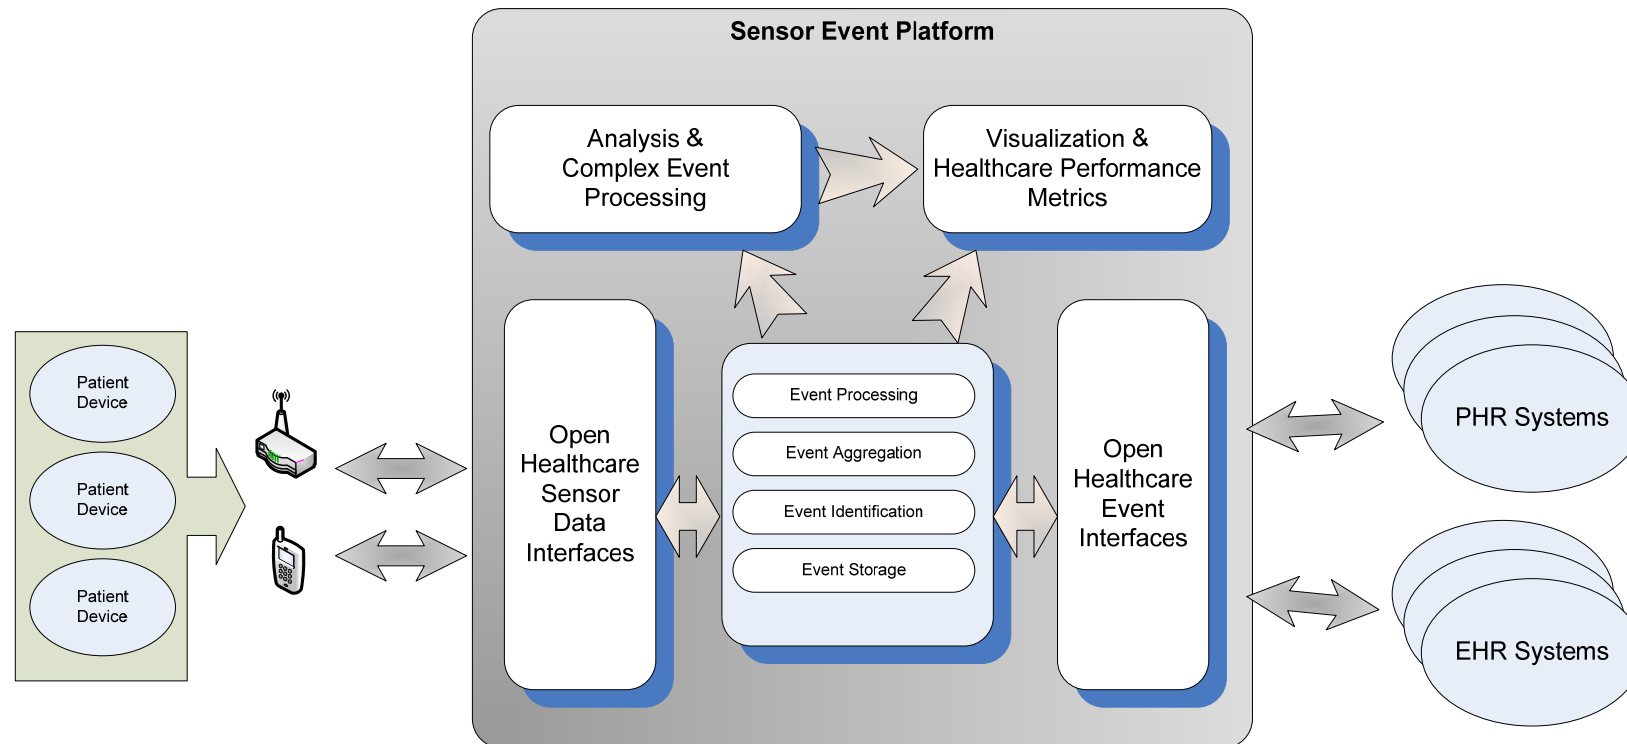 Sensor Event Platform
Analysis &
Complex Event
Processing
Visualization &
Healthcare Performance
Metrics
Patient
Device
Patient
Device
Patient
Device
Open
Healthcare
Sensor
Data
Interfaces
Event Processing
Event Aggregation
Event Identification
Event Storage
Open
Healthcare
Event
Interfaces
PHR Systems
EHR Systems